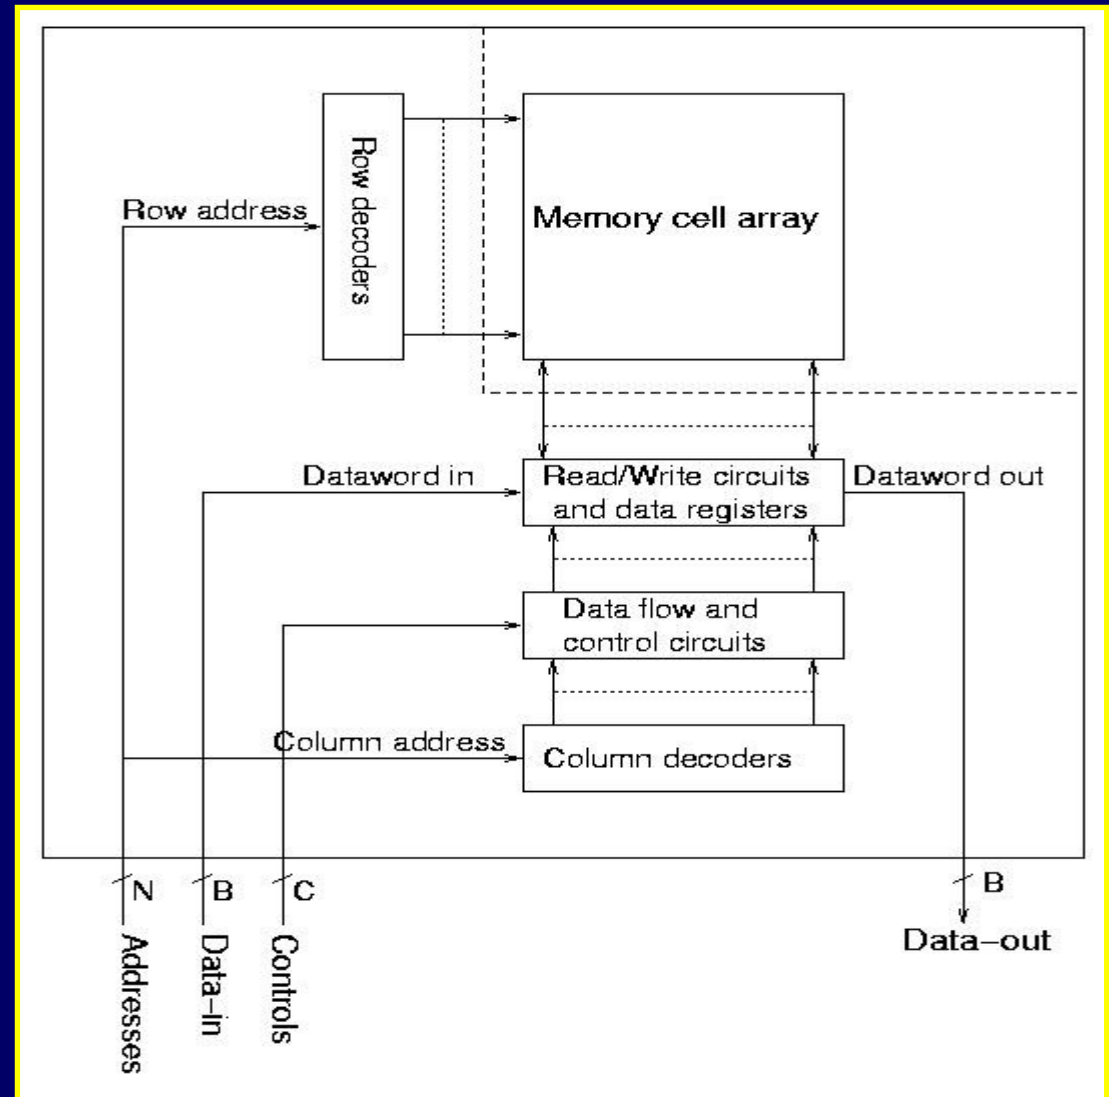 Row decoders
Row address
Memory cell array
Dataword in
Read/Write circuits
and data registers
Dataword out
Data flow and
control circuits
Column address
Column decoders
N
B
C
B
Addresses
Data-in
Controls
Data-out